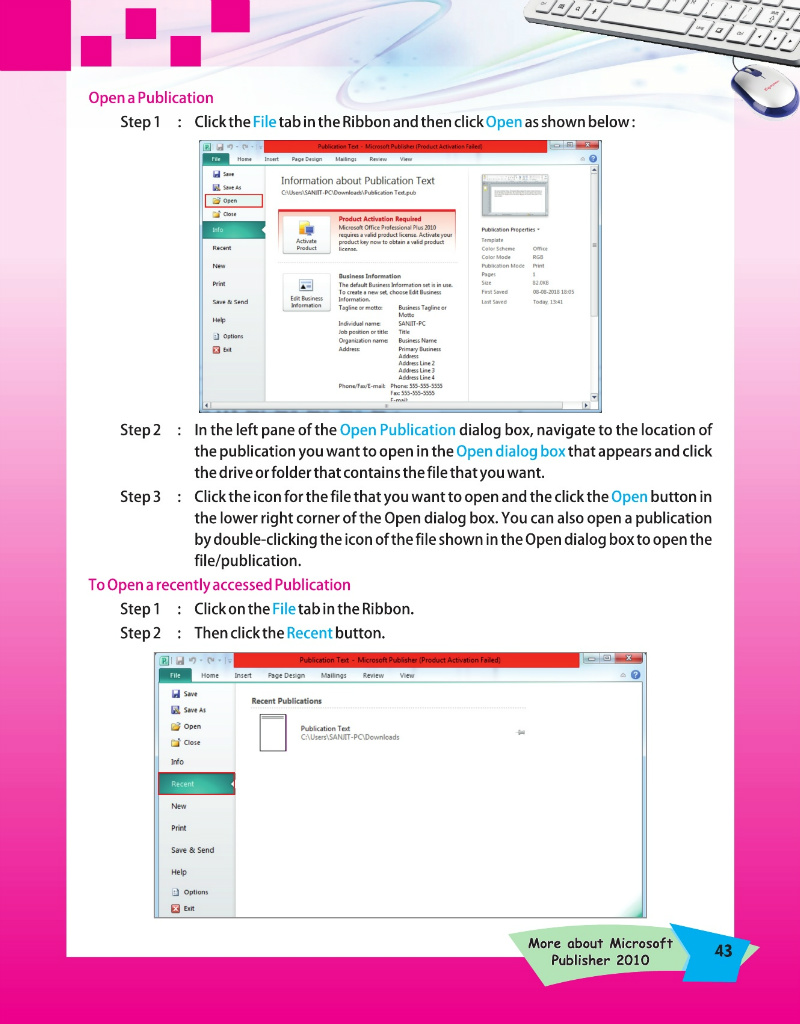 Open a Publication
Step 1 : Click the File tab in the Ribbon and then click Open as shown below :
Publication Text - Microsoft Publisher (Product Activation Failed)
File Home Insert Page Design Mailings Review View
Save
Save As
Open
Close
Info
Recent
New
Print
Save & Send
Help
Options
Exit
Information about Publication Text
C:\Users\SANJIT-PC\Downloads\Publication Text.pub
Activate
Product
Product Activation Required
Microsoft Office Professional Plus 2010
requires a valid product license. Activate your
product key now to obtain a valid product
license.
Edit Business
Information
Business Information
The default Business Information set is in use.
To create a new set, choose Edit Business
Information.
Tagline or motto: Business Tagline or
Motto
Individual name: SANJIT-PC
Job position or title: Title
Organization name: Business Name
Address: Primary Business
Address
Address Line 2
Address Line 3
Address Line 4
Phone/Fax/E-mail: Phone: 555-555-5555
Fax: 555-555-5555
E-mail:
Publication Properties
Template
Color Scheme Office
Color Mode RGB
Publication Mode Print
Pages 1
Size 62.0KB
First Saved 06-06-2018 18:05
Last Saved Today, 13:41
Step 2 : In the left pane of the Open Publication dialog box, navigate to the location of
the publication you want to open in the Open dialog box that appears and click
the drive or folder that contains the file that you want.
Step 3 : Click the icon for the file that you want to open and the click the Open button in
the lower right corner of the Open dialog box. You can also open a publication
by double-clicking the icon of the file shown in the Open dialog box to open the
file/publication.
To Open a recently accessed Publication
Step 1 : Click on the File tab in the Ribbon.
Step 2 : Then click the Recent button.
Publication Text - Microsoft Publisher (Product Activation Failed)
File Home Insert Page Design Mailings Review View
Save
Save As
Open
Close
Info
Recent
New
Print
Save & Send
Help
Options
Exit
Recent Publications
Publication Text
C:\Users\SANJIT-PC\Downloads
More about Microsoft
Publisher 2010
43